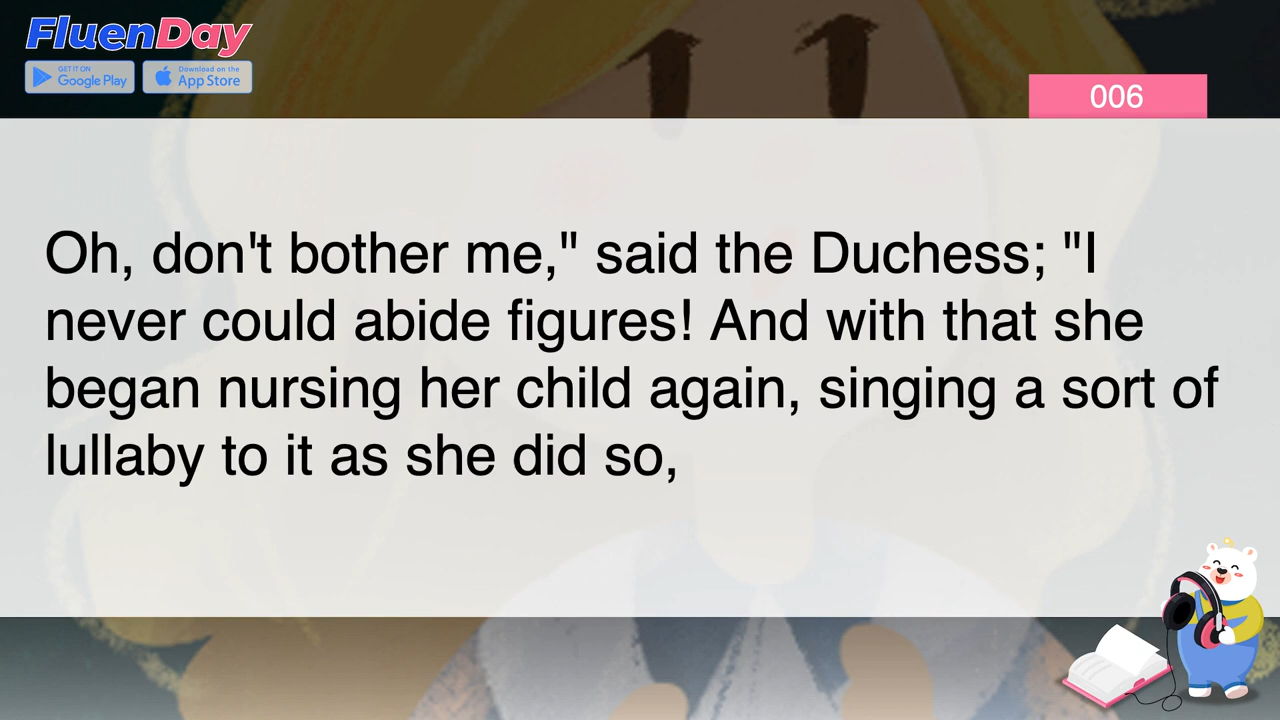 FluenDay
GET IT ON
Google Play
Download on the
App Store
006
Oh, don't bother me," said the Duchess; "I
never could abide figures! And with that she
began nursing her child again, singing a sort of
lullaby to it as she did so,